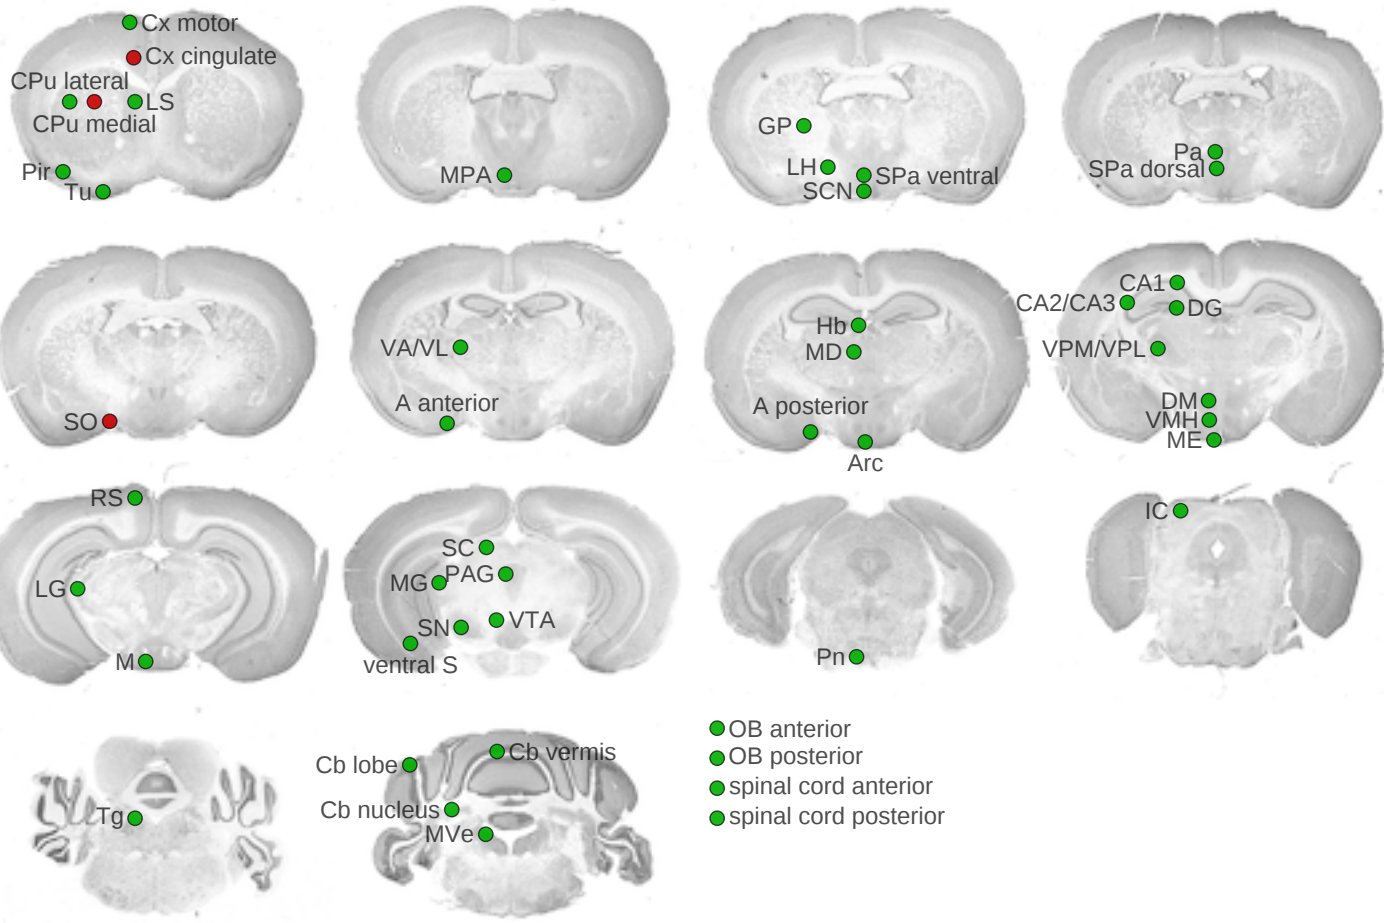 Cx motor
Cx cingulate
CPu lateral
LS
CPu medial
Pir
Tu
MPA
GP
LH
SPa ventral
SCN
Pa
SPa dorsal
SO
VA/VL
A anterior
Hb
MD
A posterior
Arc
CA1
CA2/CA3
DG
VPM/VPL
DM
VMH
ME
RS
LG
M
SC
MG
PAG
SN
VTA
ventral S
Pn
IC
Tg
Cb lobe
Cb vermis
Cb nucleus
MVe
OB anterior
OB posterior
spinal cord anterior
spinal cord posterior